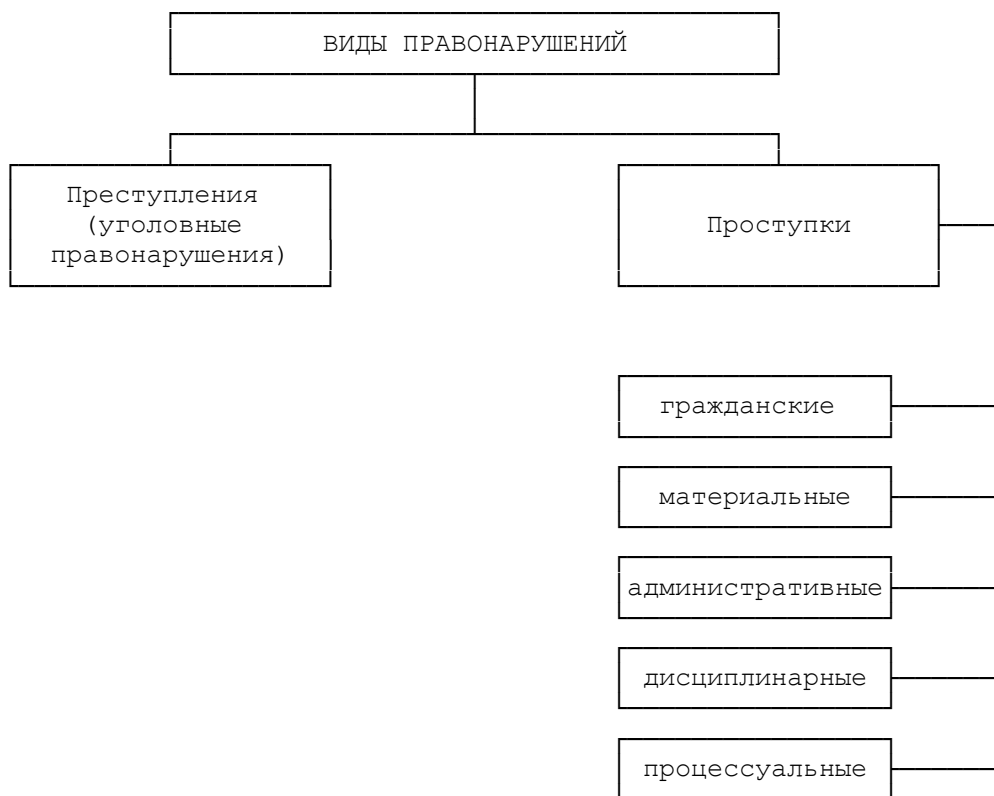 ВИДЫ ПРАВОНАРУШЕНИЙ
Преступления
(уголовные
правонарушения)
Проступки
гражданские
материальные
административные
дисциплинарные
процессуальные